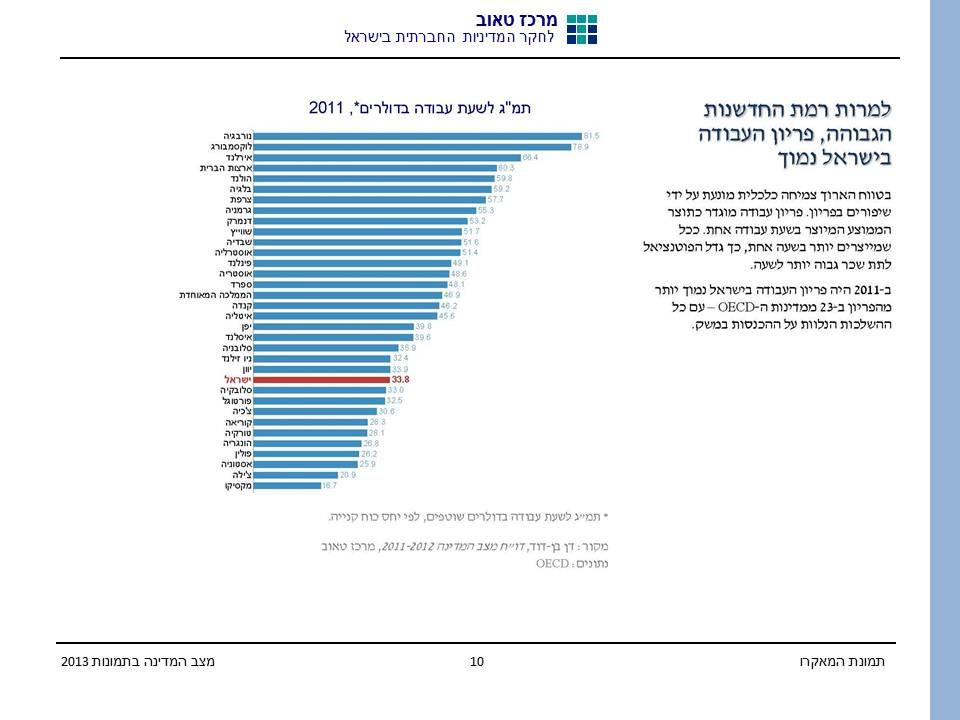 מרכז טאוב
לחקר המדיניות החברתית בישראל
למרות רמת החדשנות
הגבוהה, פריון העבודה
בישראל נמוך
בטווח הארוך צמיחה כלכלית מונעת על ידי
שיפורים בפריון. פריון עבודה מוגדר כתוצר
הממוצע המיוצר בשעת עבודה אחת. ככל
שמייצרים יותר בשעה אחת, כך גדל הפוטנציאל
לתת שכר גבוה יותר לשעה.
ב-2011 היה פריון העבודה בישראל נמוך יותר
מהפריון ב-23 ממדינות ה-OECD – עם כל
ההשלכות הנלוות על ההכנסות במשק.
תמ"ג לשעת עבודה בדולרים*, 2011
נורבגיה 81.5
לוקסמבורג 78.9
אירלנד 66.4
ארצות הברית 60.3
הולנד 59.8
בלגיה 59.2
צרפת 57.7
גרמניה 55.3
דנמרק 53.2
שווייץ 51.7
שבדיה 51.6
אוסטרליה 51.4
פינלנד 49.1
אוסטריה 48.6
ספרד 48.1
הממלכה המאוחדת 46.9
קנדה 46.2
איטליה 45.6
יפן 39.8
איסלנד 39.6
סלובניה 35.9
ניו זילנד 32.4
יוון 33.9
ישראל 33.8
סלובקיה 33.0
פורטוגל 32.5
צ'כיה 30.6
קוריאה 28.3
טורקיה 28.1
הונגריה 26.8
פולין 26.2
אסטוניה 25.9
צ'ילה 20.9
מקסיקו 16.7
* תמ"ג לשעת עבודה בדולרים שוטפים, לפי יחס כוח קנייה.
מקור: דן בן-דוד, דו"ח מצב המדינה 2011-2012, מרכז טאוב
נתונים: OECD
תמונת המאקרו
10
מצב המדינה בתמונות 2013